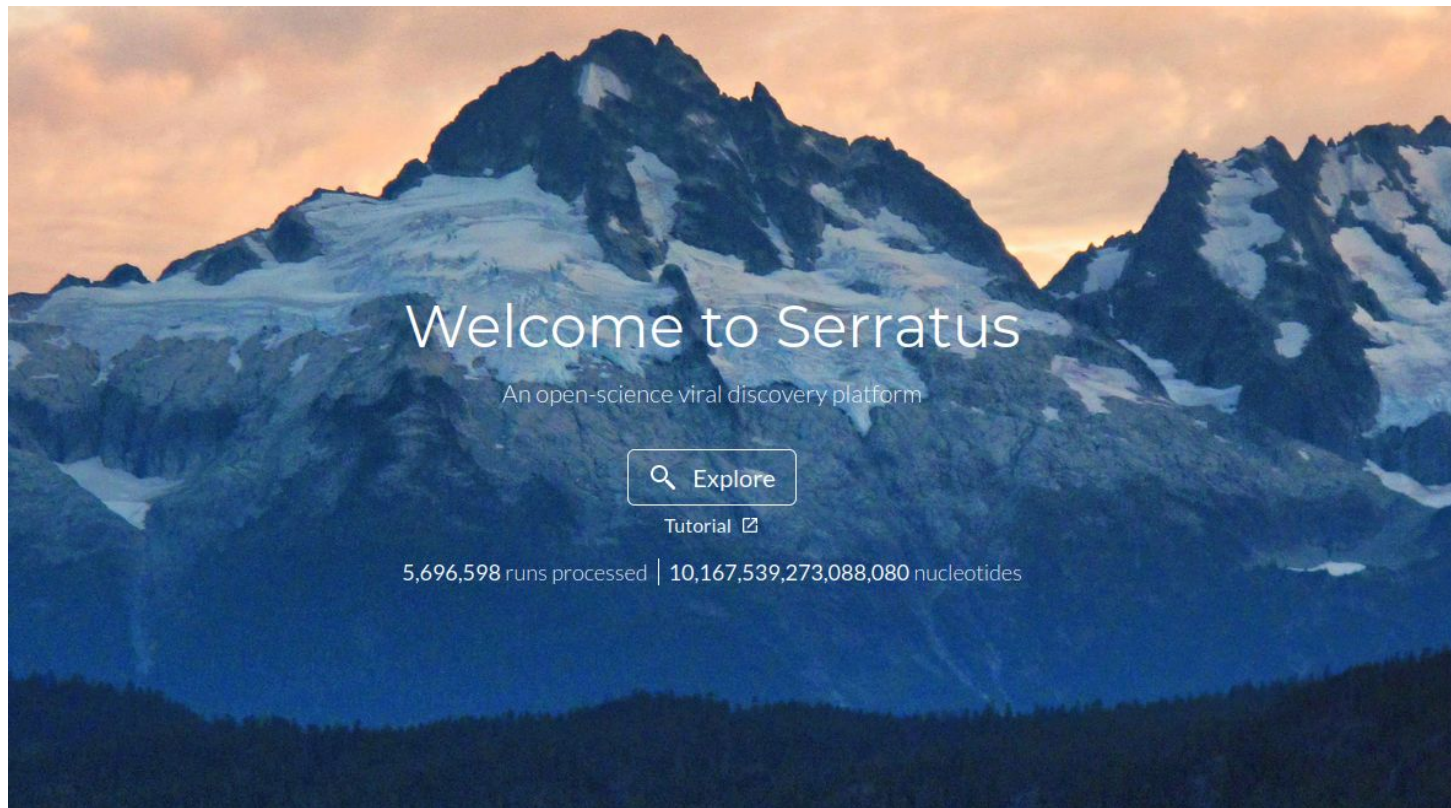 Welcome to Serratus
An open-science viral discovery platform
Explore
Tutorial
5,696,598 runs processed | 10,167,539,273,088,080 nucleotides